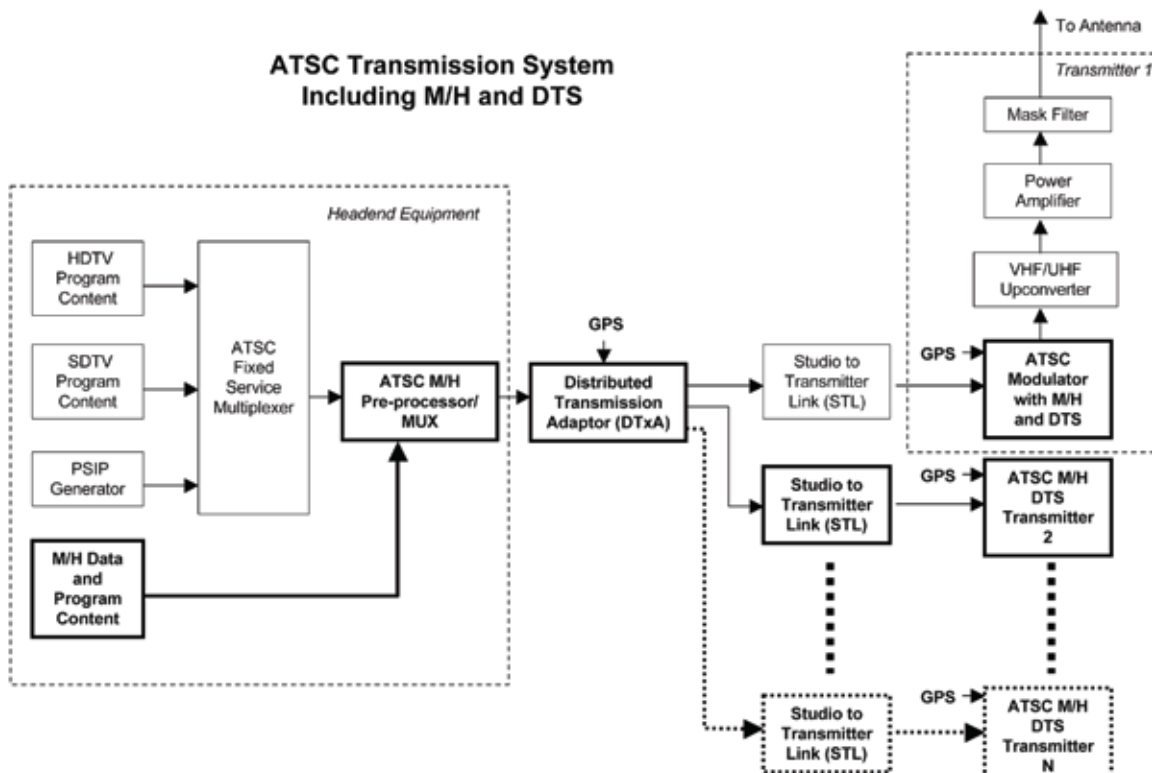 ATSC Transmission System
Including M/H and DTS
To Antenna
Transmitter 1
Mask Filter
Power
Amplifier
VHF/UHF
Upconverter
GPS
ATSC
Modulator
with M/H
and DTS
Headend Equipment
HDTV
Program
Content
SDTV
Program
Content
PSIP
Generator
M/H Data
and
Program
Content
ATSC
Fixed
Service
Multiplexer
ATSC M/H
Pre-processor/
MUX
GPS
Distributed
Transmission
Adaptor (DTxA)
Studio to
Transmitter
Link (STL)
Studio to
Transmitter
Link (STL)
GPS
ATSC M/H
DTS
Transmitter
2
Studio to
Transmitter
Link (STL)
GPS
ATSC M/H
DTS
Transmitter
N